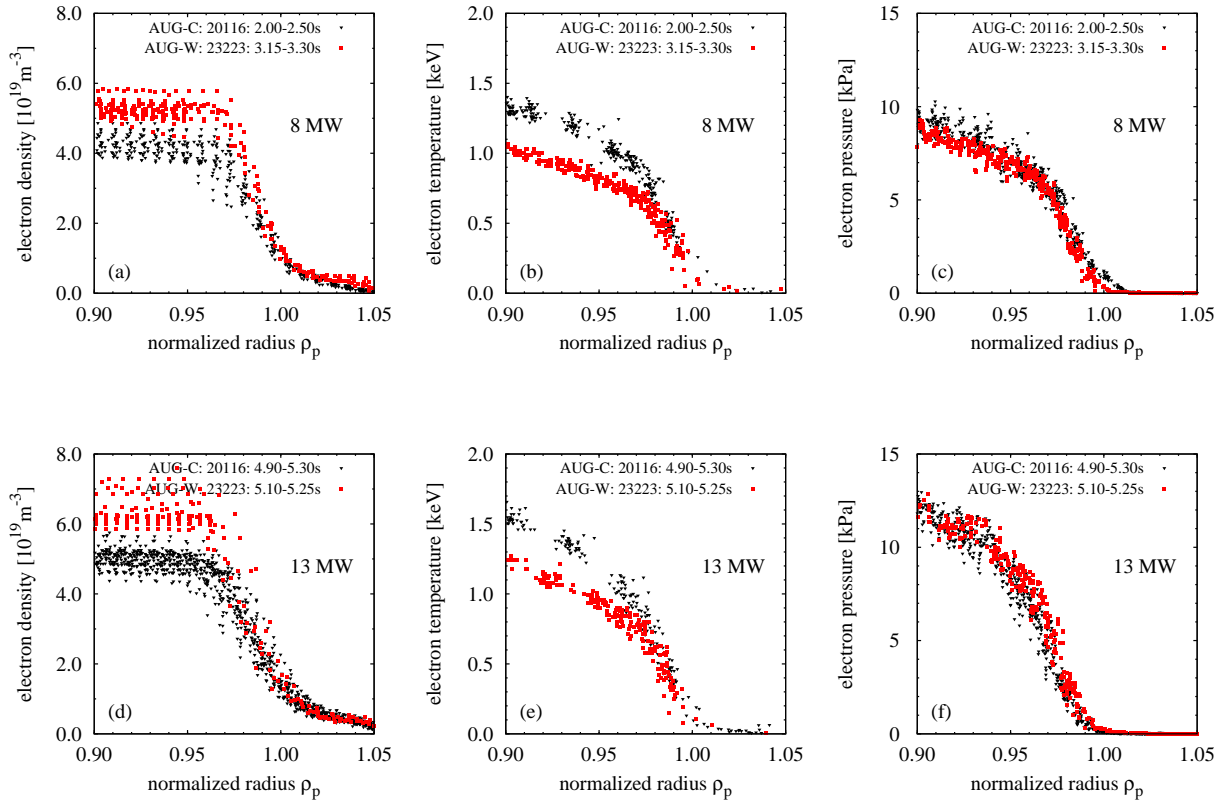 AUG-C: 20116: 2.00-2.50s
AUG-W: 23223: 3.15-3.30s
8 MW
(a)
electron density [10^19 m^-3]
8.0
6.0
4.0
2.0
0.0
0.90
0.95
1.00
1.05
normalized radius ρ_p
AUG-C: 20116: 2.00-2.50s
AUG-W: 23223: 3.15-3.30s
8 MW
(b)
electron temperature [keV]
2.0
1.5
1.0
0.5
0.0
0.90
0.95
1.00
1.05
normalized radius ρ_p
AUG-C: 20116: 2.00-2.50s
AUG-W: 23223: 3.15-3.30s
8 MW
(c)
electron pressure [kPa]
15
10
5
0
0.90
0.95
1.00
1.05
normalized radius ρ_p
AUG-C: 20116: 4.90-5.30s
AUG-W: 23223: 5.10-5.25s
13 MW
(d)
electron density [10^19 m^-3]
8.0
6.0
4.0
2.0
0.0
0.90
0.95
1.00
1.05
normalized radius ρ_p
AUG-C: 20116: 4.90-5.30s
AUG-W: 23223: 5.10-5.25s
13 MW
(e)
electron temperature [keV]
2.0
1.5
1.0
0.5
0.0
0.90
0.95
1.00
1.05
normalized radius ρ_p
AUG-C: 20116: 4.90-5.30s
AUG-W: 23223: 5.10-5.25s
13 MW
(f)
electron pressure [kPa]
15
10
5
0
0.90
0.95
1.00
1.05
normalized radius ρ_p